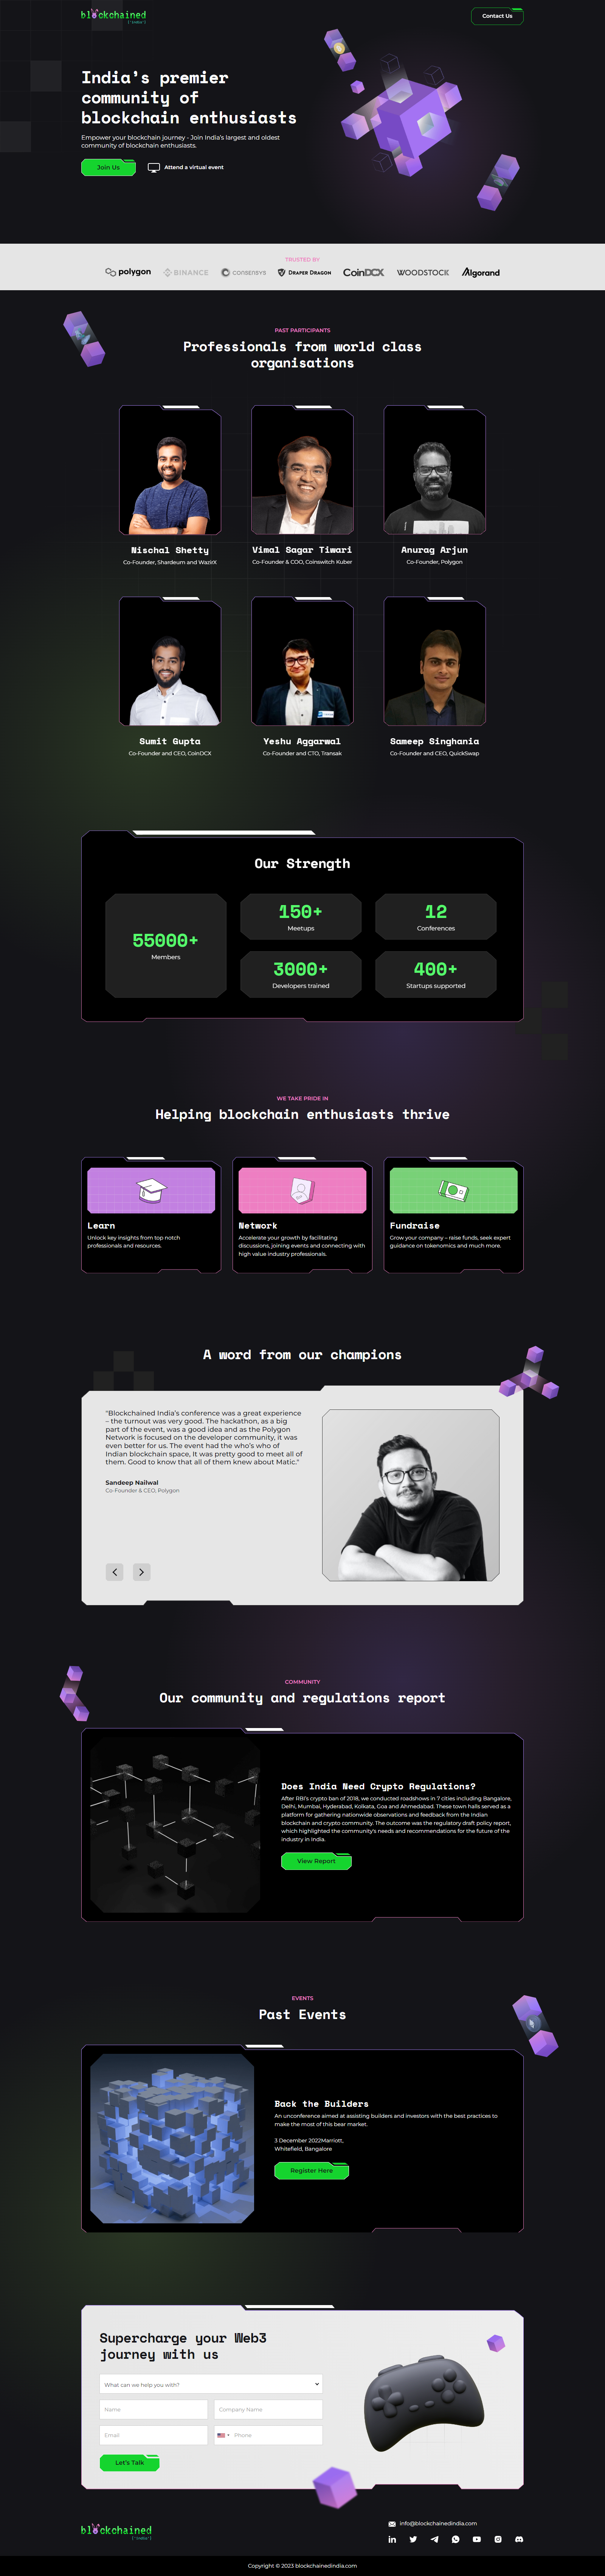 blockchained
[‘India’]
Contact Us
India’s premier
community of
blockchain enthusiasts
Empower your blockchain journey - Join India’s largest and oldest
community of blockchain enthusiasts.
Join Us
Attend a virtual event
TRUSTED BY
polygon
BINANCE
CONSENSYS
DRAPER DRAGON
CoinDCX
WOODSTOCK
Algorand
PAST PARTICIPANTS
Professionals from world class
organisations
Nischal Shetty
Co-Founder, Shardeum and WazirX
Vimal Sagar Tiwari
Co-Founder & COO, Coinswitch Kuber
Anurag Arjun
Co-Founder, Polygon
Sumit Gupta
Co-Founder and CEO, CoinDCX
Yeshu Aggarwal
Co-Founder and CTO, Transak
Sameep Singhania
Co-Founder and CEO, QuickSwap
Our Strength
55000+
Members
150+
Meetups
12
Conferences
3000+
Developers trained
400+
Startups supported
WE TAKE PRIDE IN
Helping blockchain enthusiasts thrive
Learn
Unlock key insights from top notch
professionals and resources.
Network
Accelerate your growth by facilitating
discussions, joining events and connecting with
high value industry professionals.
Fundraise
Grow your company – raise funds, seek expert
guidance on tokenomics and much more.
A word from our champions
"Blockchained India’s conference was a great experience
– the turnout was very good. The hackathon, as a big
part of the event, was a good idea and as the Polygon
Network is focused on the developer community, it was
even better for us. The event had the who’s who of
Indian blockchain space, It was pretty good to meet all of
them. Good to know that all of them knew about Matic."
Sandeep Nailwal
Co-Founder & CEO, Polygon
COMMUNITY
Our community and regulations report
Does India Need Crypto Regulations?
After RBI’s crypto ban of 2018, we conducted roadshows in 7 cities including Bangalore,
Delhi, Mumbai, Hyderabad, Kolkata, Goa and Ahmedabad. These town halls served as a
platform for gathering nationwide observations and feedback from the Indian
blockchain and crypto community. The outcome was the regulatory draft policy report,
which highlighted the community’s needs and recommendations for the future of the
industry in India.
View Report
EVENTS
Past Events
Back the Builders
An unconference aimed at assisting builders and investors with the best practices to
make the most of this bear market.
3 December 2022Marriott,
Whitefield, Bangalore
Register Here
Supercharge your Web3
journey with us
What can we help you with?
Name
Company Name
Email
Phone
Let’s Talk
blockchained
[‘India’]
info@blockchainedindia.com
Copyright © 2023 blockchainedindia.com